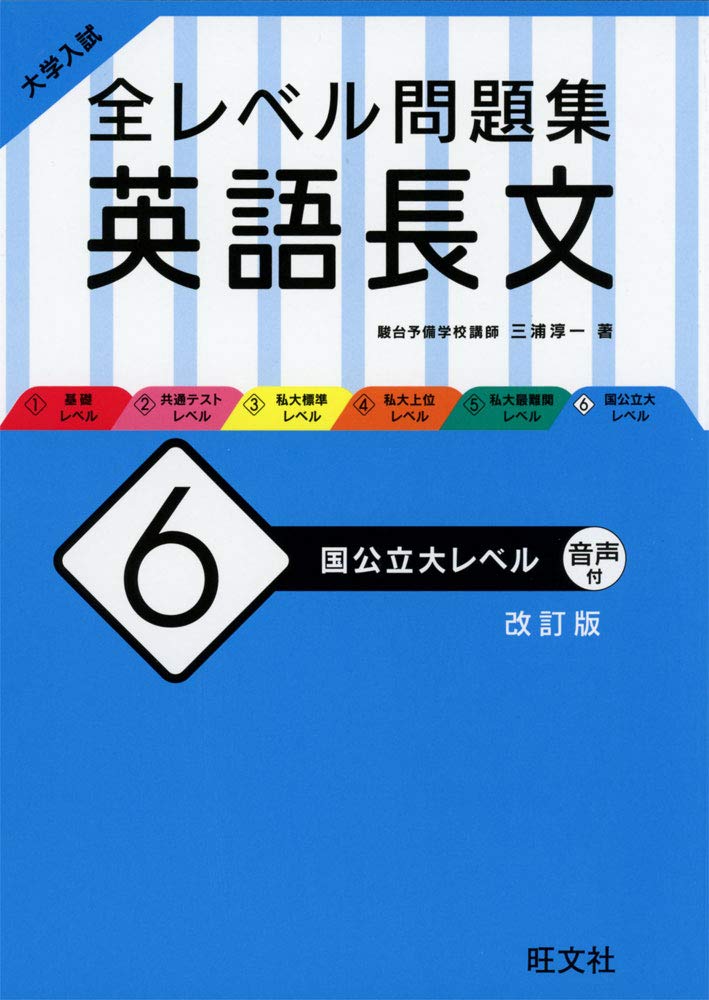 大学入試
全レベル問題集
英語長文
駿台予備学校講師 三浦淳一 著
1 基礎レベル
2 共通テストレベル
3 私大標準レベル
4 私大上位レベル
5 私大最難関レベル
6 国公立大レベル
6
国公立大レベル
音声付
改訂版
旺文社